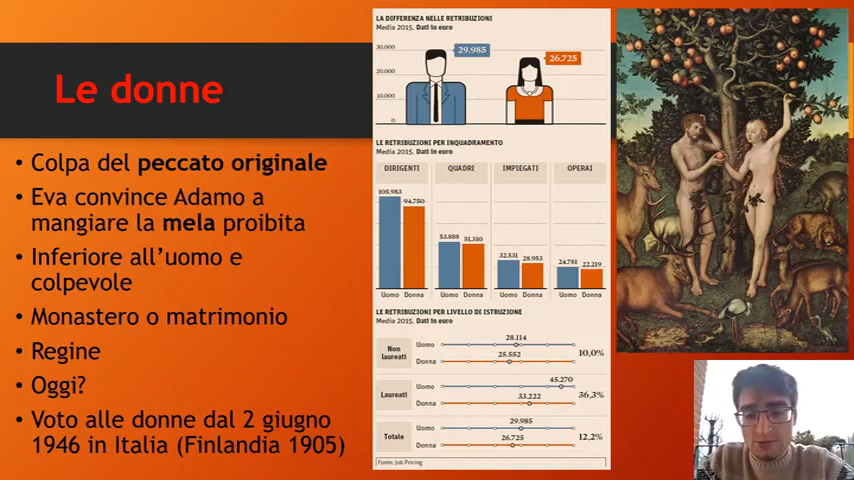 Le donne
• Colpa del peccato originale
• Eva convince Adamo a
mangiare la mela proibita
• Inferiore all'uomo e
colpevole
• Monastero o matrimonio
• Regine
• Oggi?
• Voto alle donne dal 2 giugno
1946 in Italia (Finlandia 1905)
LA DIFFERENZA NELLE RETRIBUZIONI
Media 2015. Dati in euro
30.000
20.000
10.000
0
29.985
26.725
LE RETRIBUZIONI PER INQUADRAMENTO
Media 2015. Dati in euro
DIRIGENTI QUADRI IMPIEGATI OPERAI
105.983 94.750 53.888 51.310 32.531 28.953 24.781 22.219
Uomo Donna Uomo Donna Uomo Donna Uomo Donna
LE RETRIBUZIONI PER LIVELLO DI ISTRUZIONE
Media 2015. Dati in euro
Non
laureati
Uomo 28.114
Donna 25.552
10,0%
Laureati
Uomo 45.270
Donna 33.222
36,3%
Totale
Uomo 29.985
Donna 26.725
12,2%
Fonte: Job Pricing